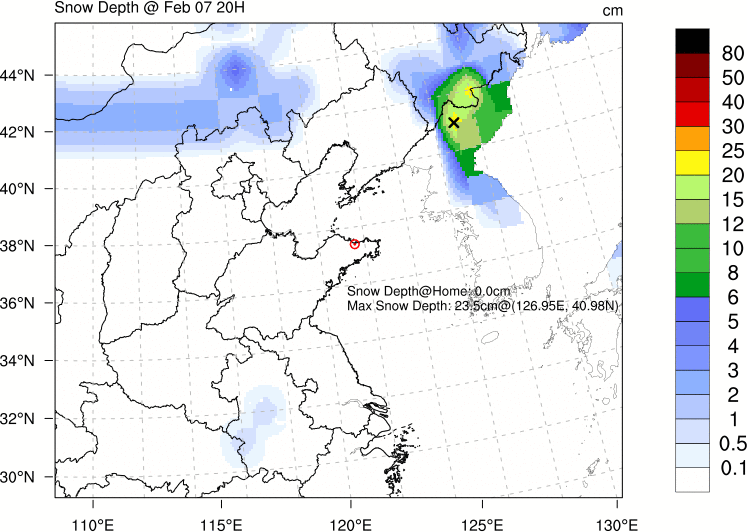 Snow Depth @ Feb 07 20H
cm
44°N
42°N
40°N
38°N
36°N
34°N
32°N
30°N
Snow Depth@Home: 0.0cm
Max Snow Depth: 23.5cm@(126.95E, 40.98N)
110°E
115°E
120°E
125°E
130°E
80
50
40
30
25
20
15
12
10
8
6
5
4
3
2
1
0.5
0.1